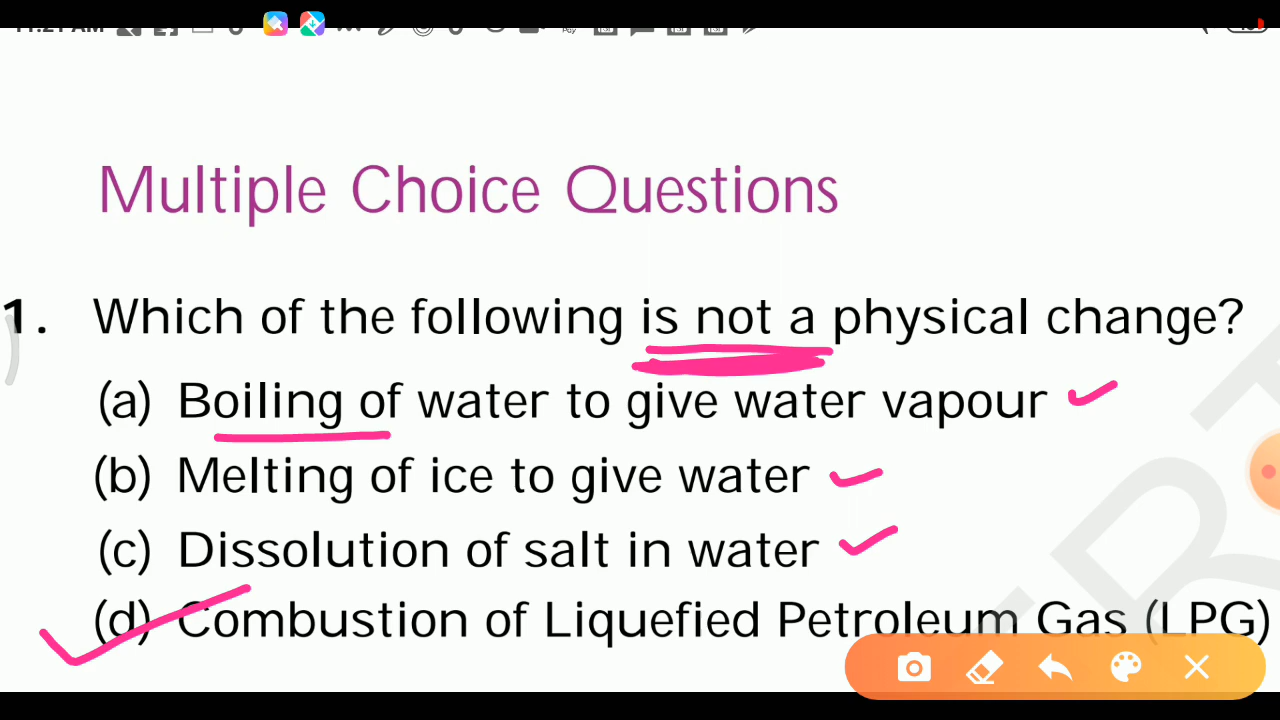 Multiple Choice Questions
1. Which of the following is not a physical change?
(a) Boiling of water to give water vapour
(b) Melting of ice to give water
(c) Dissolution of salt in water
(d) Combustion of Liquefied Petroleum Gas (LPG)